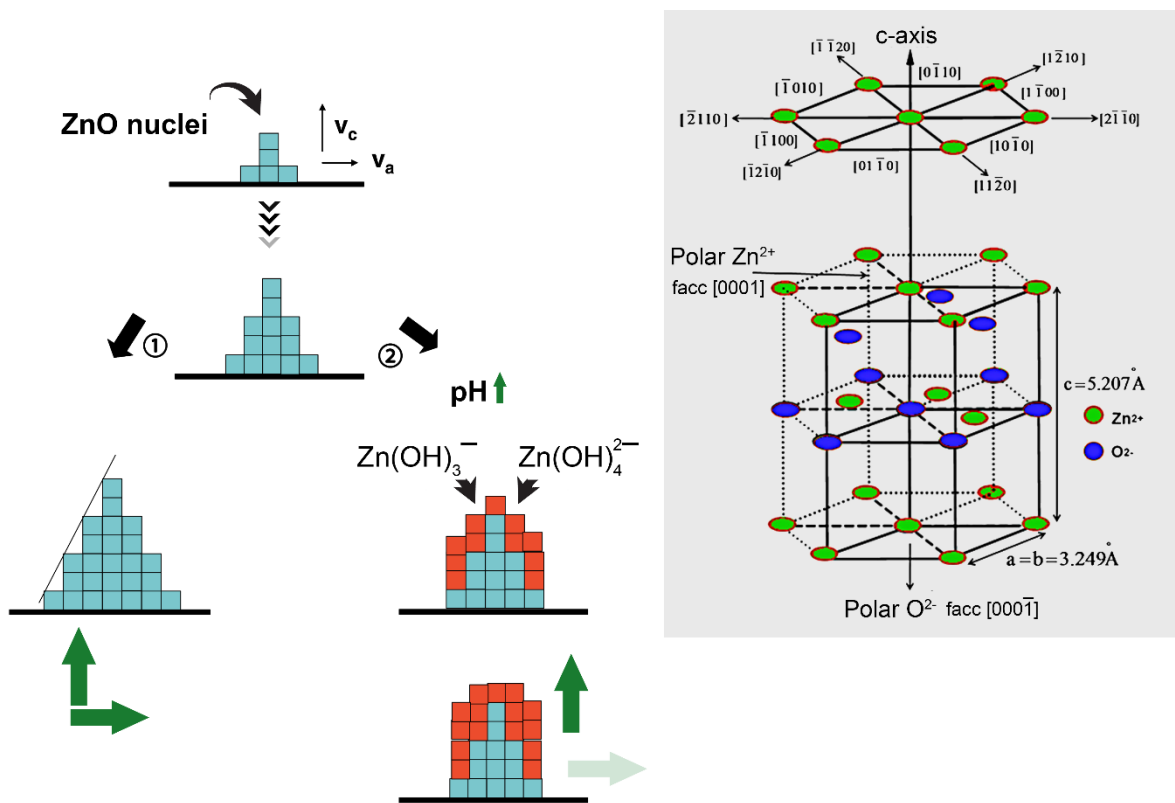 ZnO nuclei
v_c
v_a
①
②
pH
Zn(OH)₃⁻
Zn(OH)₄²⁻
c-axis
[1̄1̄20]
[01̄10]
[12̄10]
[1̄010]
[11̄00]
[2̄110]
[21̄1̄0]
[1̄100]
[101̄0]
[1̄21̄0]
[011̄0]
[112̄0]
Polar Zn²⁺
facc [0001]
c=5.207Å
Zn²⁺
O²⁻
a=b=3.249Å
Polar O²⁻ facc [0001̄]